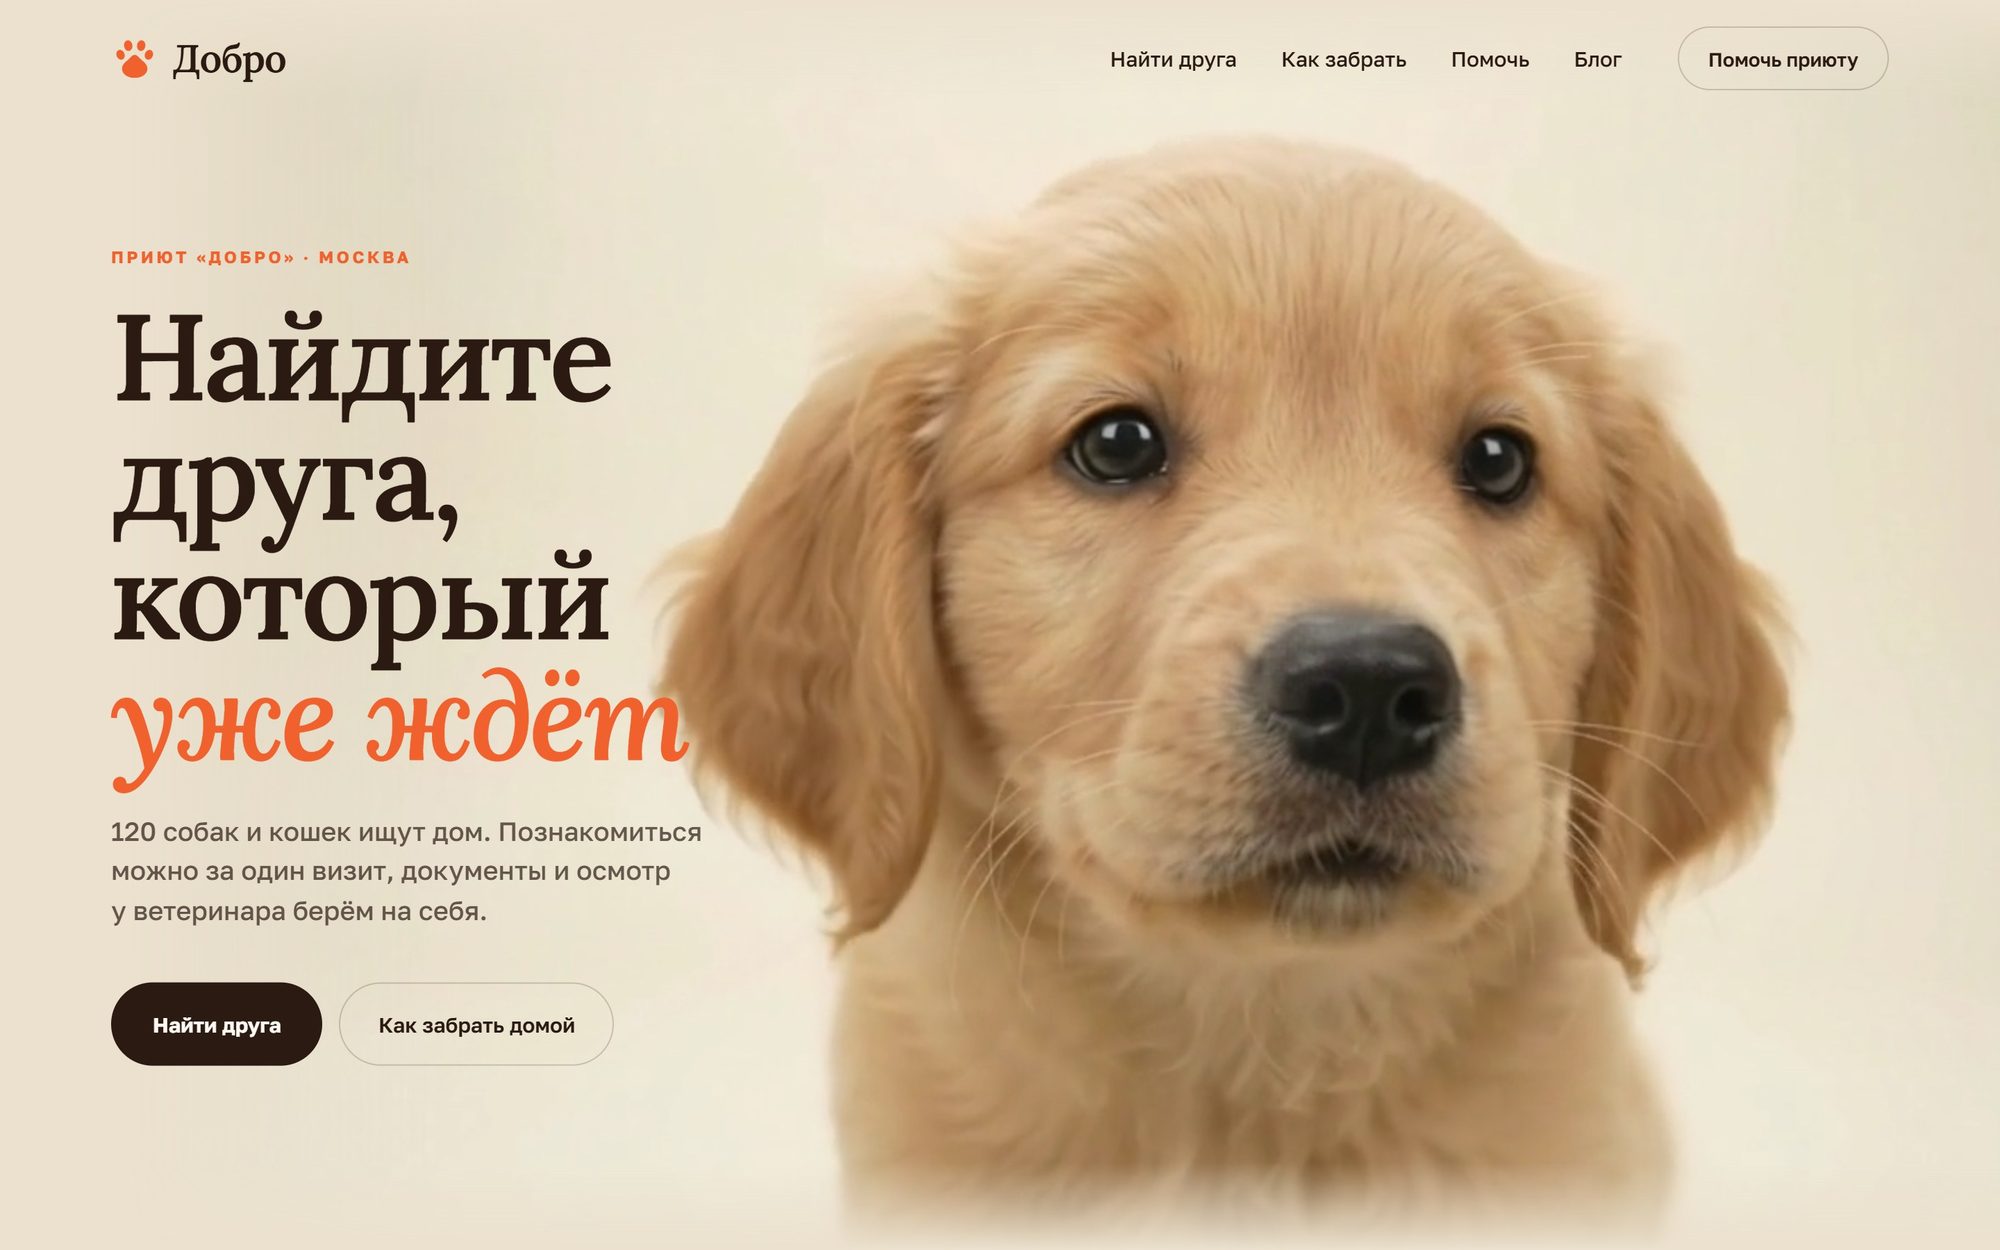 Добро
Найти друга
Как забрать
Помочь
Блог
Помочь приюту
ПРИЮТ «ДОБРО» · МОСКВА
Найдите
друга,
который
уже ждёт
120 собак и кошек ищут дом. Познакомиться
можно за один визит, документы и осмотр
у ветеринара берём на себя.
Найти друга
Как забрать домой